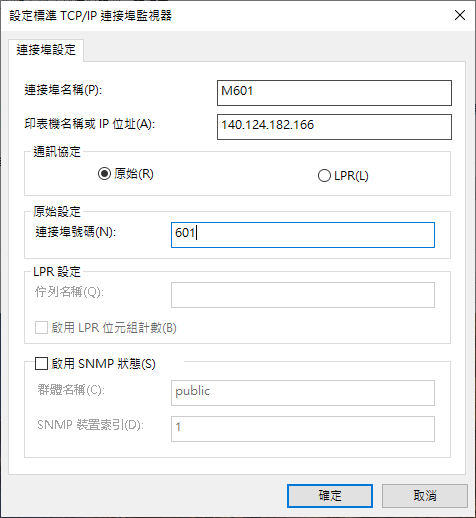 設定標準 TCP/IP 連接埠監視器
連接埠設定
連接埠名稱(P):
M601
印表機名稱或 IP 位址(A):
140.124.182.166
通訊協定
原始(R)
LPR(L)
原始設定
連接埠號碼(N):
601
LPR 設定
佇列名稱(Q):
啟用 LPR 位元組計數(B)
啟用 SNMP 狀態(S)
群體名稱(C):
public
SNMP 裝置索引(D):
1
確定
取消